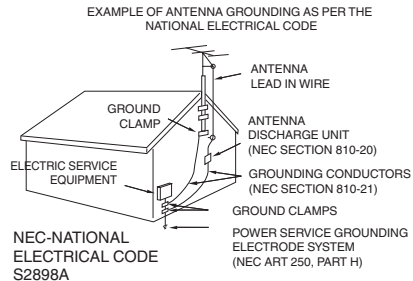 EXAMPLE OF ANTENNA GROUNDING AS PER THE
NATIONAL ELECTRICAL CODE
ANTENNA
LEAD IN WIRE
GROUND
CLAMP
ANTENNA
DISCHARGE UNIT
(NEC SECTION 810-20)
ELECTRIC SERVICE
EQUIPMENT
GROUNDING CONDUCTORS
(NEC SECTION 810-21)
GROUND CLAMPS
POWER SERVICE GROUNDING
ELECTRODE SYSTEM
(NEC ART 250, PART H)
NEC-NATIONAL
ELECTRICAL CODE
S2898A